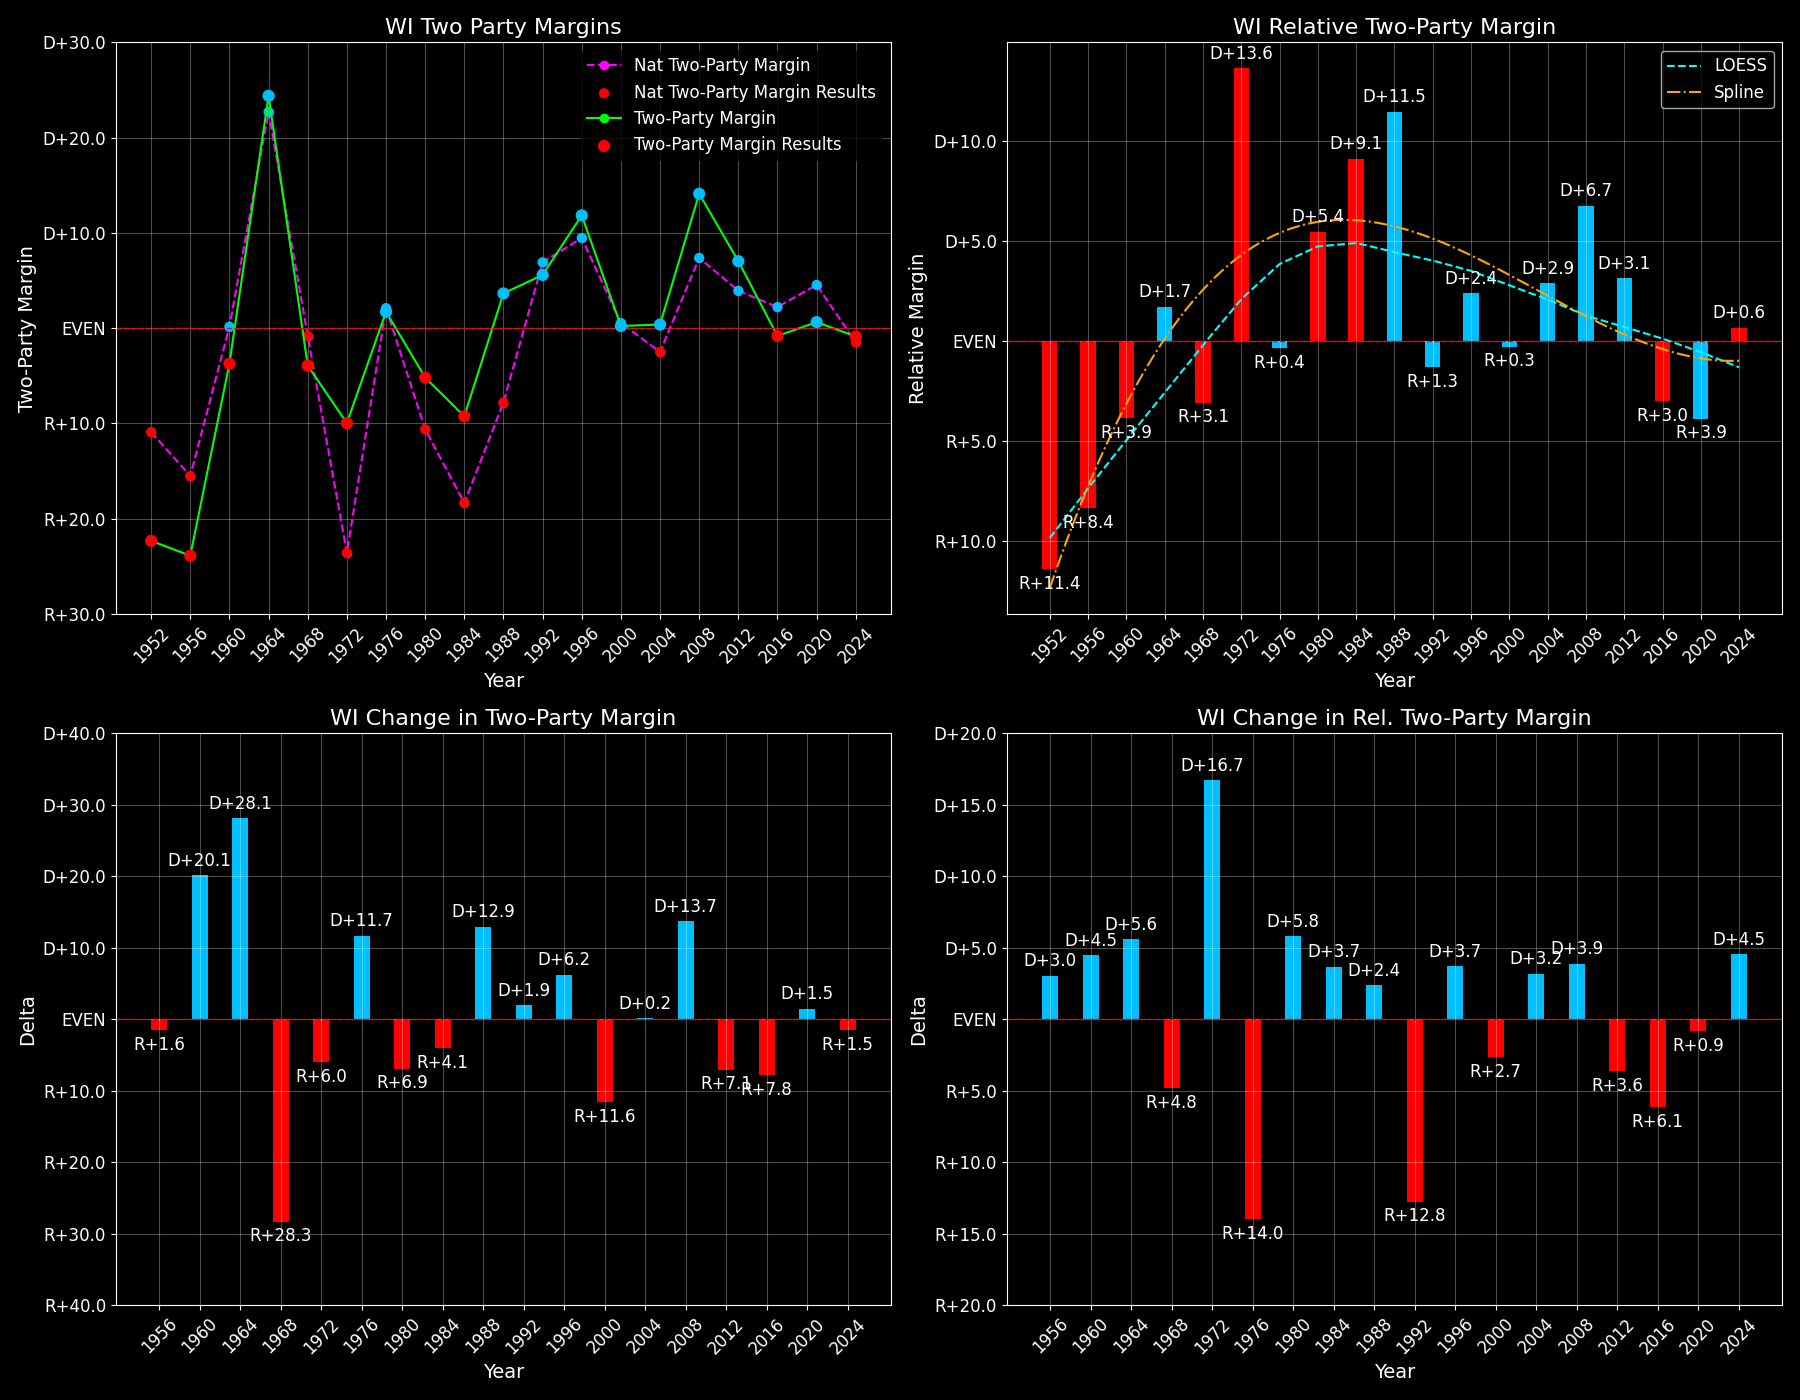 WI Two Party Margins
D+30.0
D+20.0
D+10.0
EVEN
R+10.0
R+20.0
R+30.0
Two-Party Margin
Nat Two-Party Margin
Nat Two-Party Margin Results
Two-Party Margin
Two-Party Margin Results
1952 1956 1960 1964 1968 1972 1976 1980 1984 1988 1992 1996 2000 2004 2008 2012 2016 2020 2024
Year
WI Relative Two-Party Margin
D+10.0
D+5.0
EVEN
R+5.0
R+10.0
Relative Margin
LOESS
Spline
R+11.4
R+8.4
R+3.9
D+1.7
R+3.1
D+13.6
R+0.4
D+5.4
D+9.1
D+11.5
R+1.3
D+2.4
R+0.3
D+2.9
D+6.7
D+3.1
R+3.0
R+3.9
D+0.6
1952 1956 1960 1964 1968 1972 1976 1980 1984 1988 1992 1996 2000 2004 2008 2012 2016 2020 2024
Year
WI Change in Two-Party Margin
D+40.0
D+30.0
D+20.0
D+10.0
EVEN
R+10.0
R+20.0
R+30.0
R+40.0
Delta
R+1.6
D+20.1
D+28.1
R+28.3
R+6.0
D+11.7
R+6.9
R+4.1
D+12.9
D+1.9
D+6.2
R+11.6
D+0.2
D+13.7
R+7.1
R+7.8
D+1.5
R+1.5
1956 1960 1964 1968 1972 1976 1980 1984 1988 1992 1996 2000 2004 2008 2012 2016 2020 2024
Year
WI Change in Rel. Two-Party Margin
D+20.0
D+15.0
D+10.0
D+5.0
EVEN
R+5.0
R+10.0
R+15.0
R+20.0
Delta
D+3.0
D+4.5
D+5.6
R+4.8
D+16.7
R+14.0
D+5.8
D+3.7
D+2.4
R+12.8
D+3.7
R+2.7
D+3.2
D+3.9
R+3.6
R+6.1
R+0.9
D+4.5
1956 1960 1964 1968 1972 1976 1980 1984 1988 1992 1996 2000 2004 2008 2012 2016 2020 2024
Year